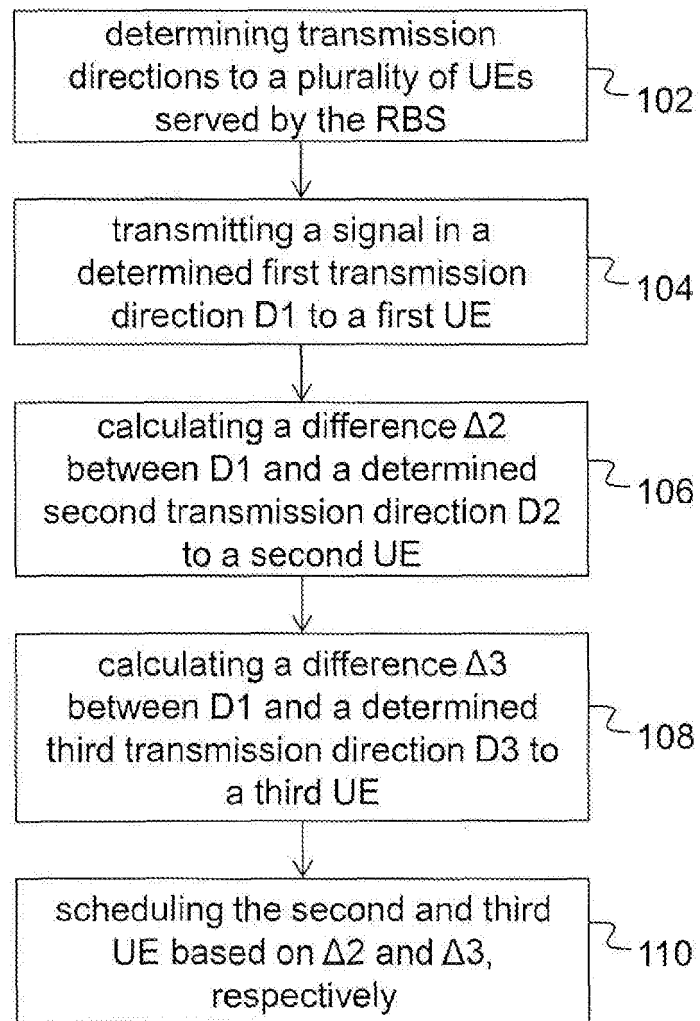 determining transmission
directions to a plurality of UEs
served by the RBS
102
transmitting a signal in a
determined first transmission
direction D1 to a first UE
104
calculating a difference Δ2
between D1 and a determined
second transmission direction D2
to a second UE
106
calculating a difference Δ3
between D1 and a determined
third transmission direction D3 to
a third UE
108
scheduling the second and third
UE based on Δ2 and Δ3,
respectively
110